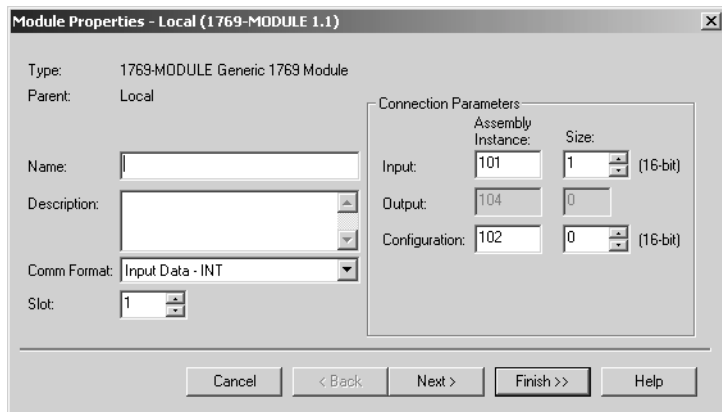 Module Properties - Local (1769-MODULE 1.1)
Type: 1769-MODULE Generic 1769 Module
Parent: Local
Connection Parameters
Assembly Instance: Size:
Name: Input: 101 1 (16-bit)
Description: Output: 104 0
Configuration: 102 0 (16-bit)
Comm Format: Input Data - INT
Slot: 1
Cancel < Back Next > Finish >> Help